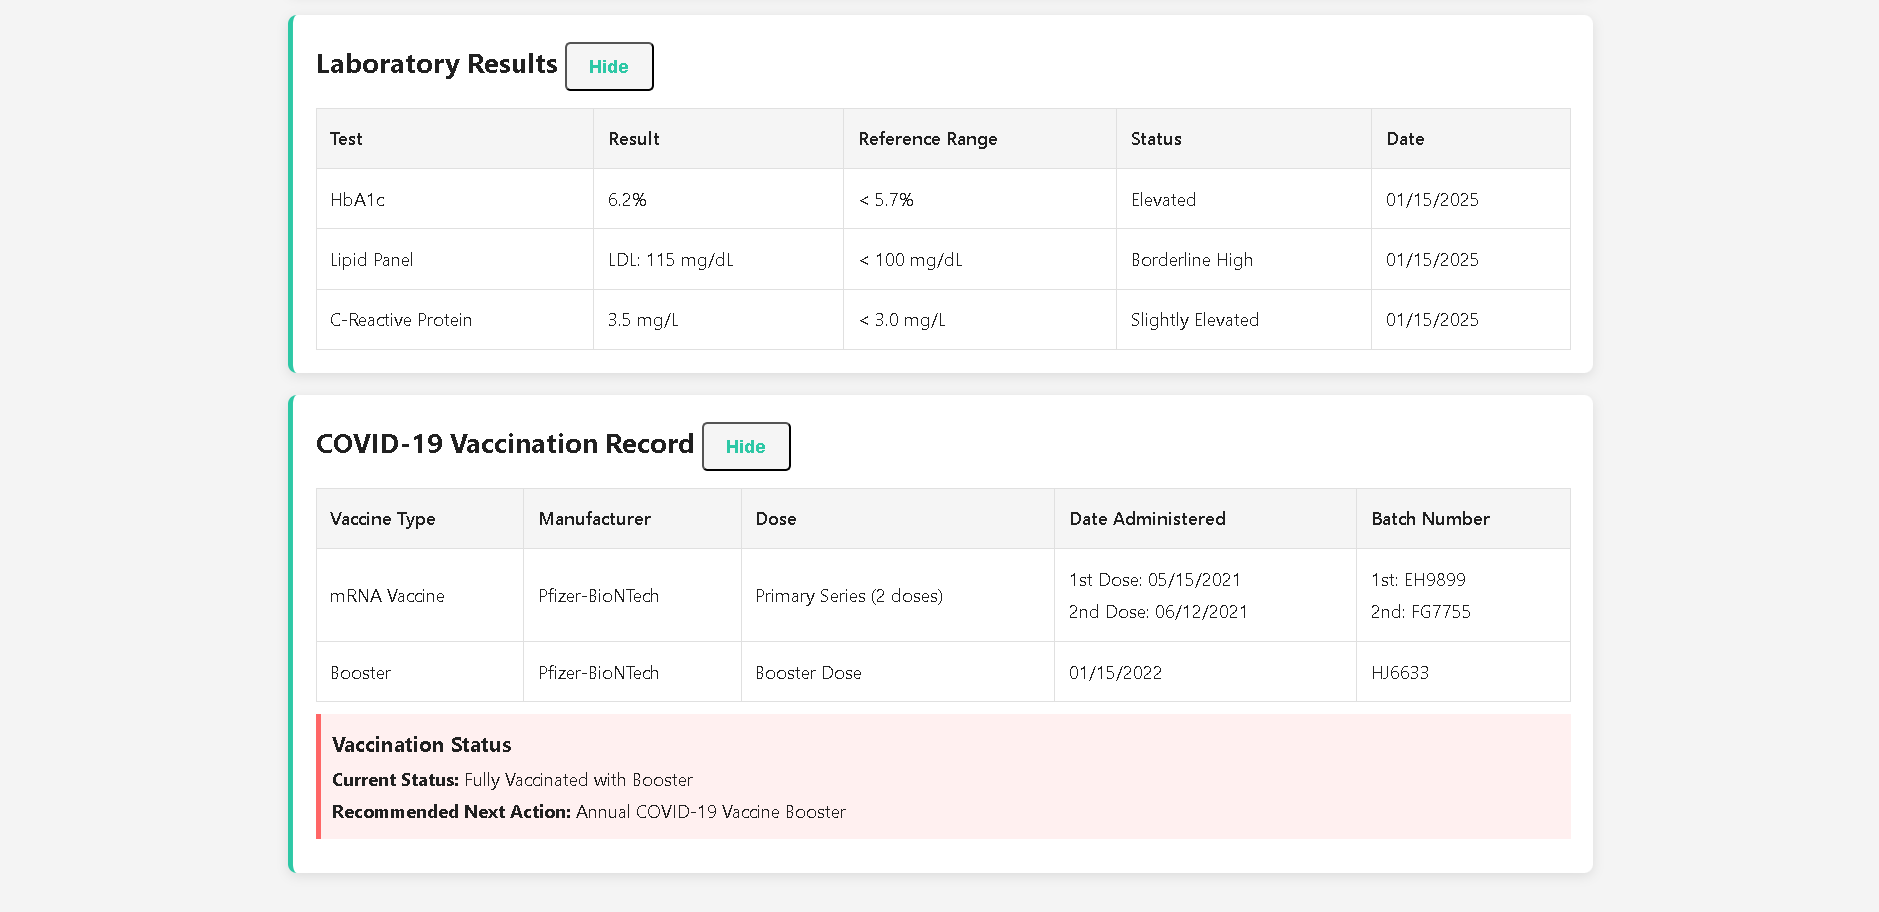 Laboratory Results Hide
Test Result Reference Range Status Date
HbA1c 6.2% < 5.7% Elevated 01/15/2025
Lipid Panel LDL: 115 mg/dL < 100 mg/dL Borderline High 01/15/2025
C-Reactive Protein 3.5 mg/L < 3.0 mg/L Slightly Elevated 01/15/2025
COVID-19 Vaccination Record Hide
Vaccine Type Manufacturer Dose Date Administered Batch Number
mRNA Vaccine Pfizer-BioNTech Primary Series (2 doses) 1st Dose: 05/15/2021 1st: EH9899
2nd Dose: 06/12/2021 2nd: FG7755
Booster Pfizer-BioNTech Booster Dose 01/15/2022 HJ6633
Vaccination Status
Current Status: Fully Vaccinated with Booster
Recommended Next Action: Annual COVID-19 Vaccine Booster